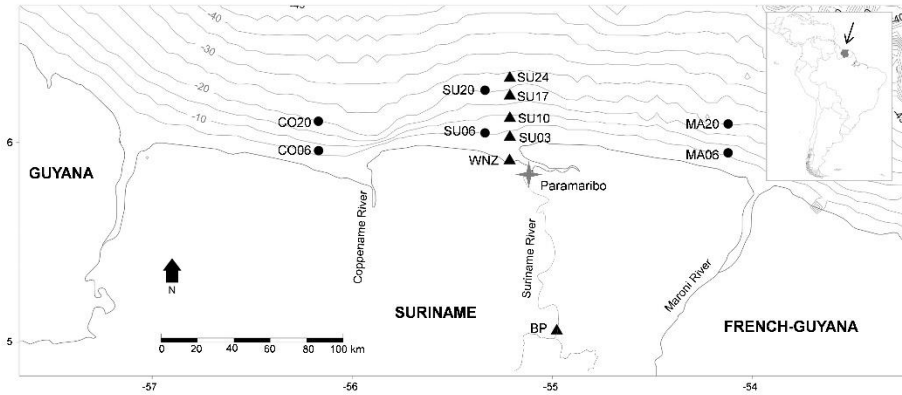 -40
-40
-30
-20
-10
SU24
SU20
SU17
CO20
SU10
MA20
SU06
SU03
6
CO06
MA06
WNZ
GUYANA
Paramaribo
Coppename River
Suriname River
Maroni River
N
SURINAME
FRENCH-GUYANA
BP
5
0 20 40 60 80 100 km
-57
-56
-55
-54